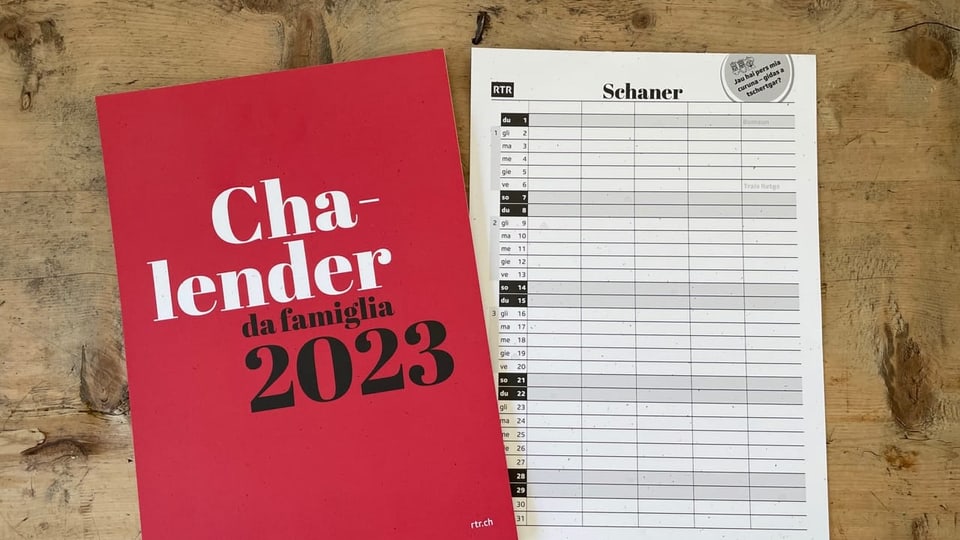 Cha-
lender
da famiglia
2023
rtr.ch
RTR
Schaner
Jau hai pers mia
curuna – gidas a
tschertgar?
du 1 Bumaun
1 gli 2
ma 3
me 4
gie 5
ve 6 Trais Retgs
so 7
du 8
2 gli 9
ma 10
me 11
gie 12
ve 13
so 14
du 15
3 gli 16
ma 17
me 18
gie 19
ve 20
so 21
du 22
gli 23
ma 24
25
26
27
28
29
30
31